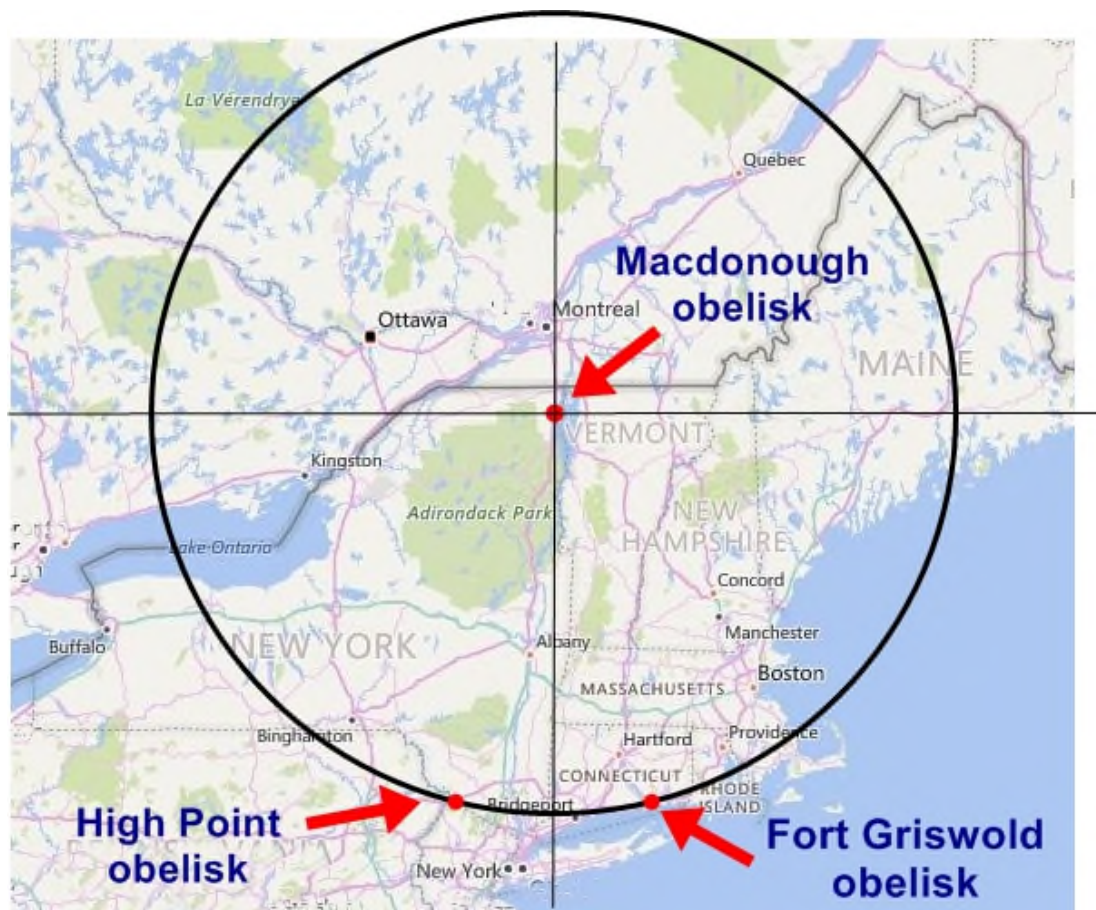 La Vérendrye
Quebec
Macdonough
obelisk
Montreal
Ottawa
MAINE
VERMONT
Kingston
Adirondack Park
NEW
HAMPSHIRE
Lake Ontario
Concord
Manchester
Buffalo
NEW YORK
Albany
Boston
MASSACHUSETTS
Binghamton
Hartford
Providence
CONNECTICUT
RHODE
ISLAND
Bridgeport
High Point
obelisk
New York
Fort Griswold
obelisk